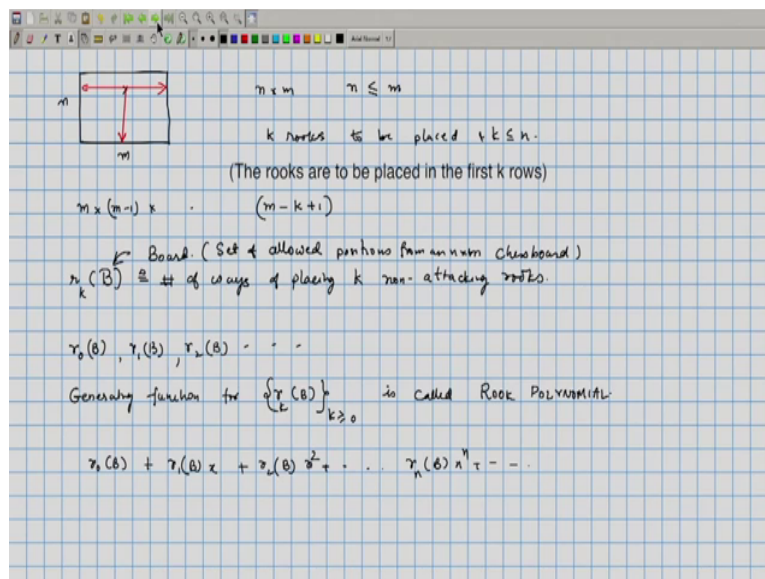 n x m n ≤ m
n
k rooks to be placed & k ≤ n.
m
(The rooks are to be placed in the first k rows)
m x (m-1) x . (m - k + 1)
Board. (Set of allowed positions from an nxm chessboard)
r_k (B) ≜ # of ways of placing k non-attacking rooks.
r_0(B), r_1(B), r_2(B) - - -
Generating function for {r_k(B)}_{k≥0} is called ROOK POLYNOMIAL.
r_0(B) + r_1(B) x + r_2(B) x^2 + . . . r_n(B) x^n + - - .